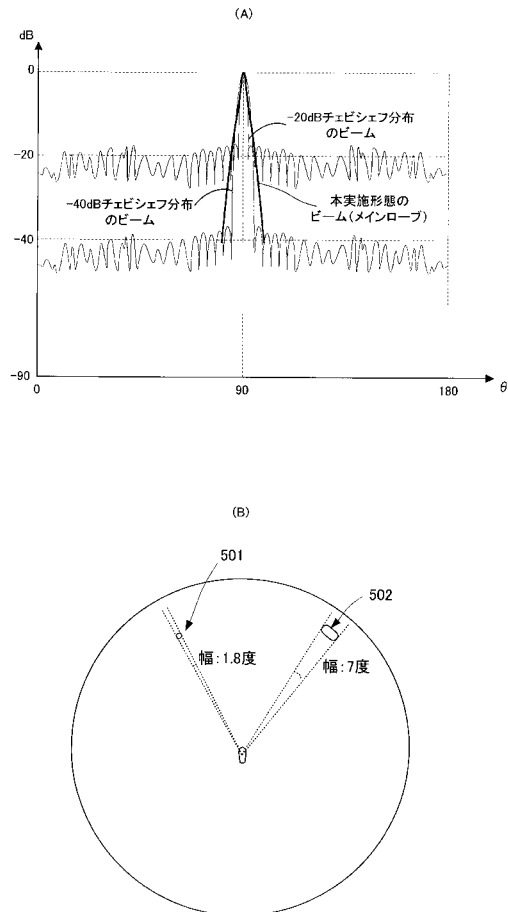 (A)
dB
0
-20dBチェビシェフ分布
のビーム
-20
-40dBチェビシェフ分布
のビーム
本実施形態の
ビーム(メインローブ)
-40
-90
0
90
180
θ
(B)
501
502
幅:1.8度
幅:7度